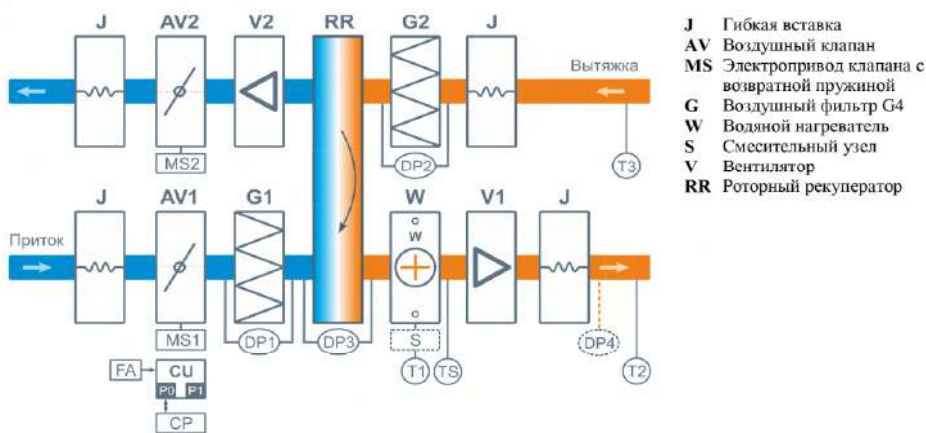 J AV2 V2 RR G2 J
Вытяжка
MS2
DP2
T3
J AV1 G1 W V1 J
Приток
W
MS1
DP1
DP3
S
DP4
T1
TS
T2
FA
CU
P0 P1
CP
J Гибкая вставка
AV Воздушный клапан
MS Электропривод клапана с
возвратной пружиной
G Воздушный фильтр G4
W Водяной нагреватель
S Смесительный узел
V Вентилятор
RR Роторный рекуператор